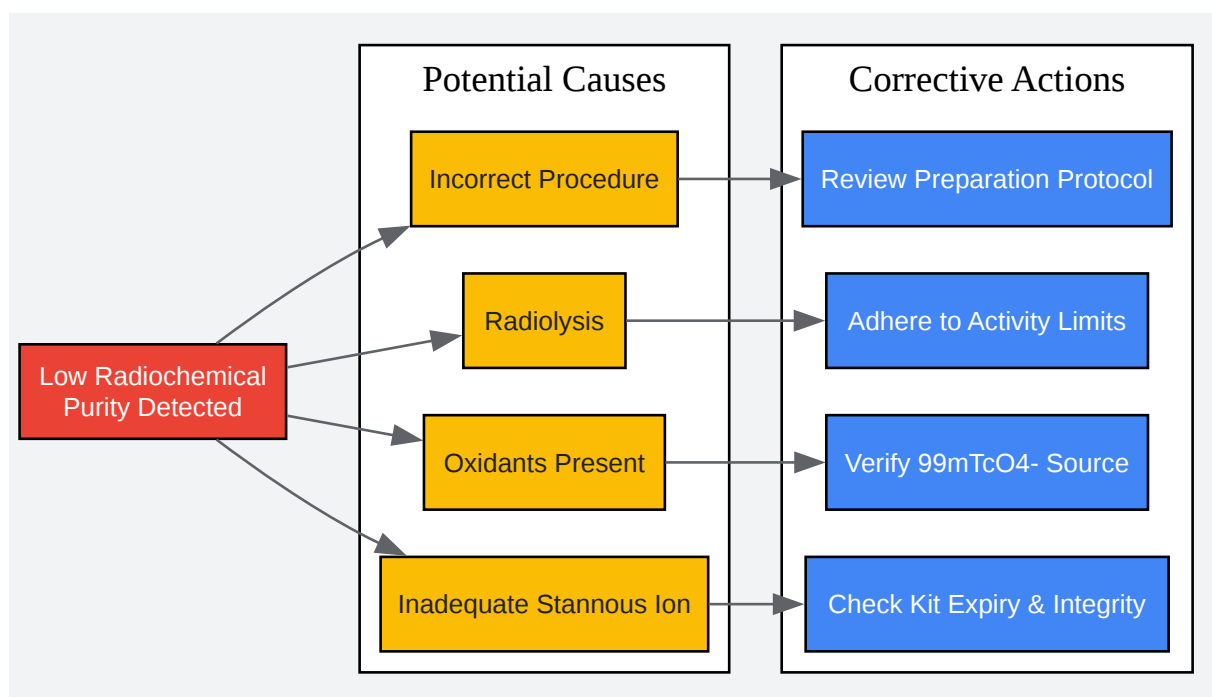 Potential Causes
Corrective Actions
Incorrect Procedure
Review Preparation Protocol
Radiolysis
Adhere to Activity Limits
Low Radiochemical
Purity Detected
Oxidants Present
Verify 99mTcO4- Source
Inadequate Stannous Ion
Check Kit Expiry & Integrity